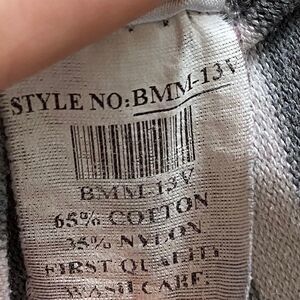 STYLE NO: BMM-13V
BMM-13V
65% COTTON
35% NYLON
FIRST QUALITY
WASH CARE: